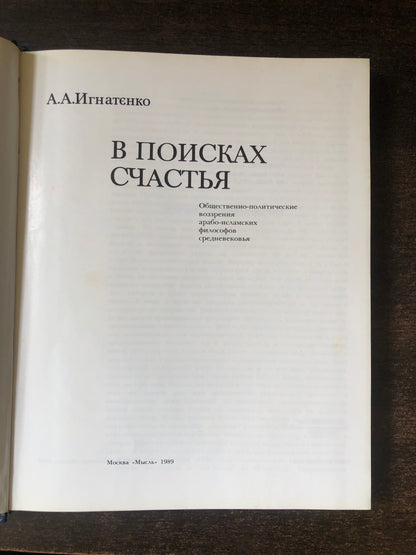 А.А.Игнатенко
В ПОИСКАХ
СЧАСТЬЯ
Общественно-политические
воззрения
арабо-исламских
философов
средневековья
Москва «Мысль» 1989